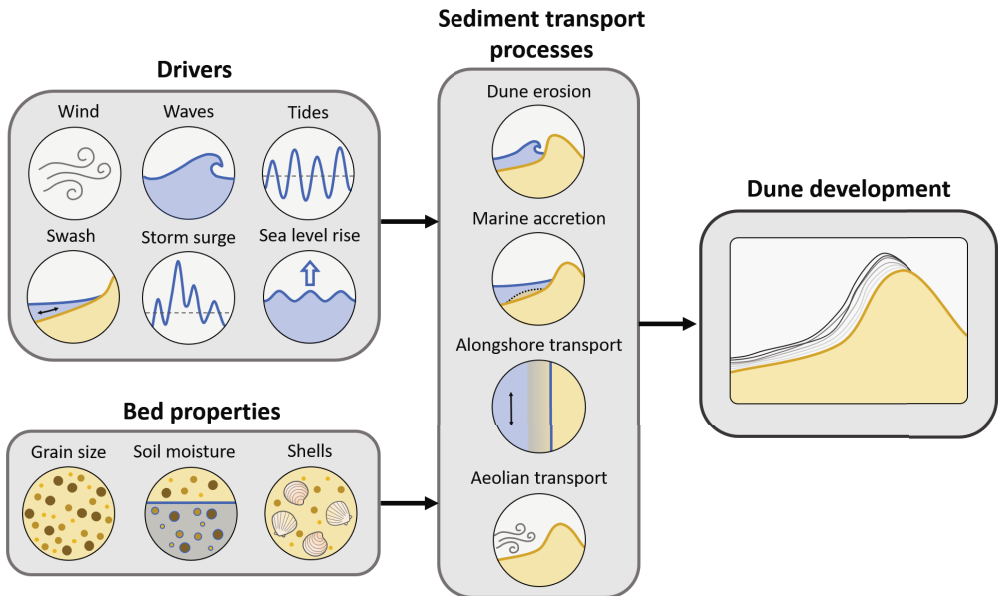 Drivers
Wind
Waves
Tides
Swash
Storm surge
Sea level rise
Bed properties
Grain size
Soil moisture
Shells
Sediment transport
processes
Dune erosion
Marine accretion
Alongshore transport
Aeolian transport
Dune development